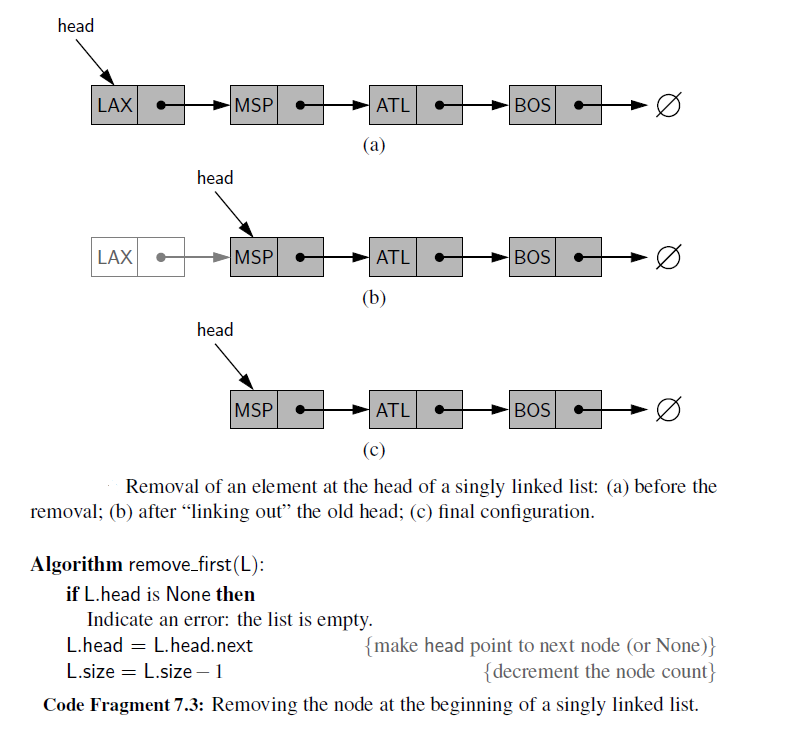 head
LAX MSP ATL BOS ∅
(a)
head
LAX MSP ATL BOS ∅
(b)
head
MSP ATL BOS ∅
(c)
Removal of an element at the head of a singly linked list: (a) before the
removal; (b) after “linking out” the old head; (c) final configuration.
Algorithm remove_first(L):
if L.head is None then
Indicate an error: the list is empty.
L.head = L.head.next {make head point to next node (or None)}
L.size = L.size − 1 {decrement the node count}
Code Fragment 7.3: Removing the node at the beginning of a singly linked list.